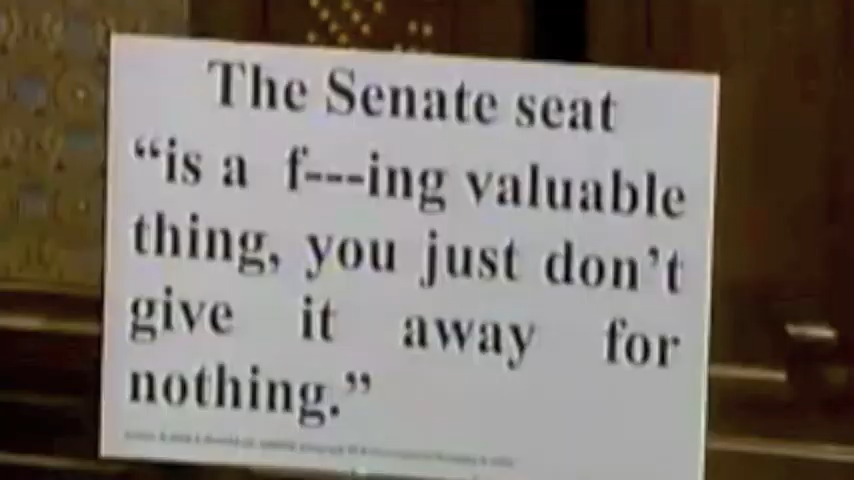 The Senate seat
“is a f---ing valuable
thing, you just don’t
give it away for
nothing.”